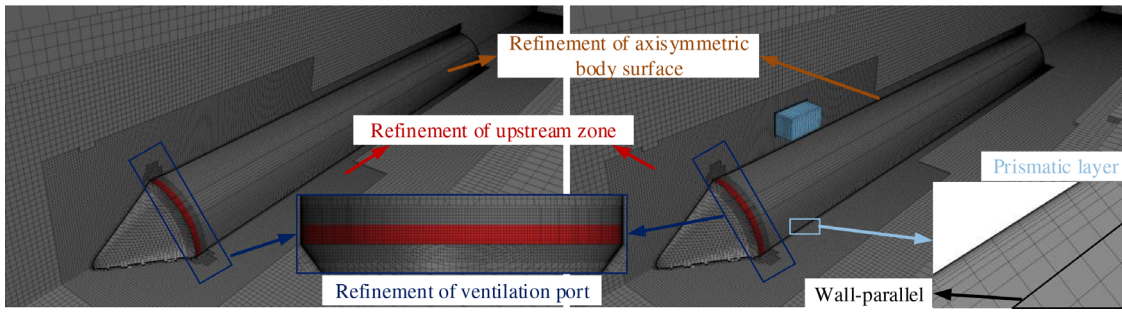 Refinement of axisymmetric
body surface
Refinement of upstream zone
Prismatic layer
Refinement of ventilation port
Wall-parallel